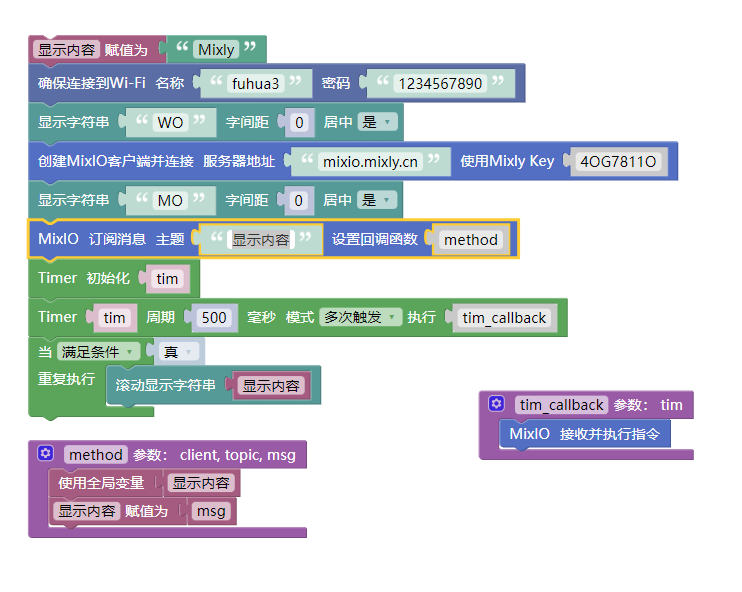 显示内容 赋值为 “ Mixly ”
确保连接到Wi-Fi 名称 “ fuhua3 ” 密码 “ 1234567890 ”
显示字符串 “ WO ” 字间距 0 居中 是
创建MixIO客户端并连接 服务器地址 “ mixio.mixly.cn ” 使用Mixly Key 4OG7811O
显示字符串 “ MO ” 字间距 0 居中 是
MixIO 订阅消息 主题 “ 显示内容 ” 设置回调函数 method
Timer 初始化 tim
Timer tim 周期 500 毫秒 模式 多次触发 执行 tim_callback
当 满足条件 真
重复执行 滚动显示字符串 显示内容
tim_callback 参数： tim
MixIO 接收并执行指令
method 参数： client, topic, msg
使用全局变量 显示内容
显示内容 赋值为 msg